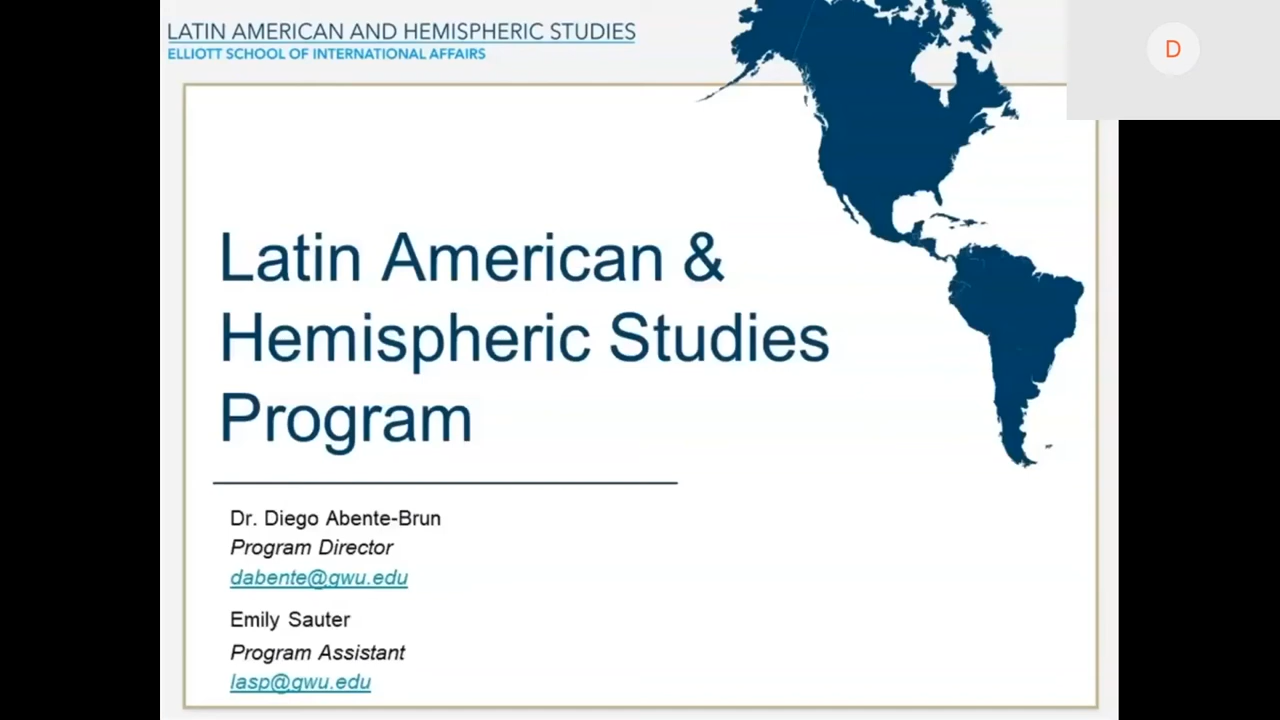 LATIN AMERICAN AND HEMISPHERIC STUDIES
ELLIOTT SCHOOL OF INTERNATIONAL AFFAIRS
D
Latin American &
Hemispheric Studies
Program
Dr. Diego Abente-Brun
Program Director
dabente@gwu.edu
Emily Sauter
Program Assistant
lasp@gwu.edu